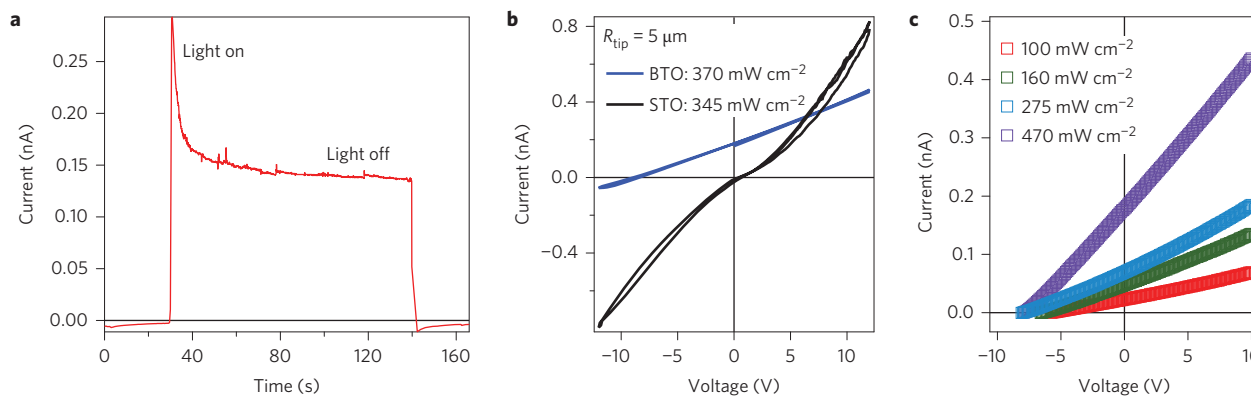 a
Light on
Light off
Current (nA)
0.25
0.20
0.15
0.10
0.05
0.00
0
40
80
120
160
Time (s)
b
R_tip = 5 μm
BTO: 370 mW cm⁻²
STO: 345 mW cm⁻²
Current (nA)
0.8
0.4
0.0
−0.4
−10
−5
0
5
10
Voltage (V)
c
100 mW cm⁻²
160 mW cm⁻²
275 mW cm⁻²
470 mW cm⁻²
Current (nA)
0.5
0.4
0.3
0.2
0.1
0.0
−10
−5
0
5
10
Voltage (V)